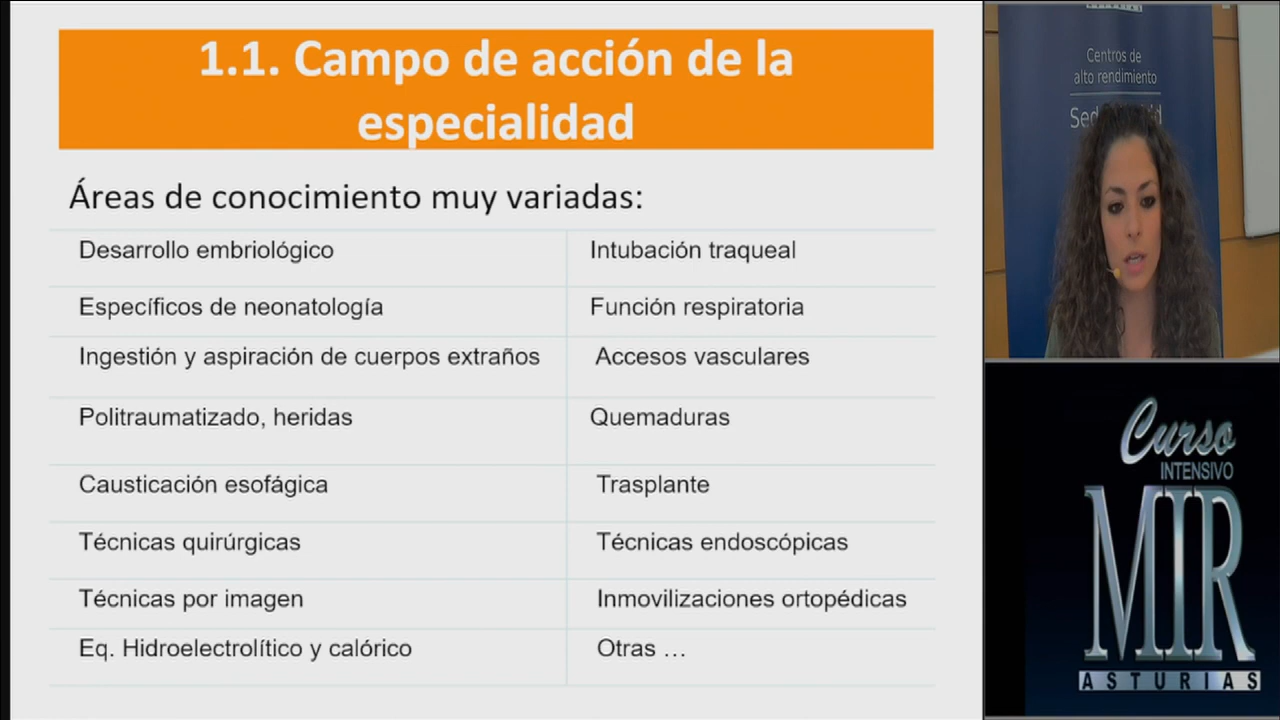 1.1. Campo de acción de la
especialidad
Áreas de conocimiento muy variadas:
Desarrollo embriológico
Intubación traqueal
Específicos de neonatología
Función respiratoria
Ingestión y aspiración de cuerpos extraños
Accesos vasculares
Politraumatizado, heridas
Quemaduras
Causticación esofágica
Trasplante
Técnicas quirúrgicas
Técnicas endoscópicas
Técnicas por imagen
Inmovilizaciones ortopédicas
Eq. Hidroelectrolítico y calórico
Otras …
Centros de
alto rendimiento
Curso
INTENSIVO
MIR
ASTURIAS